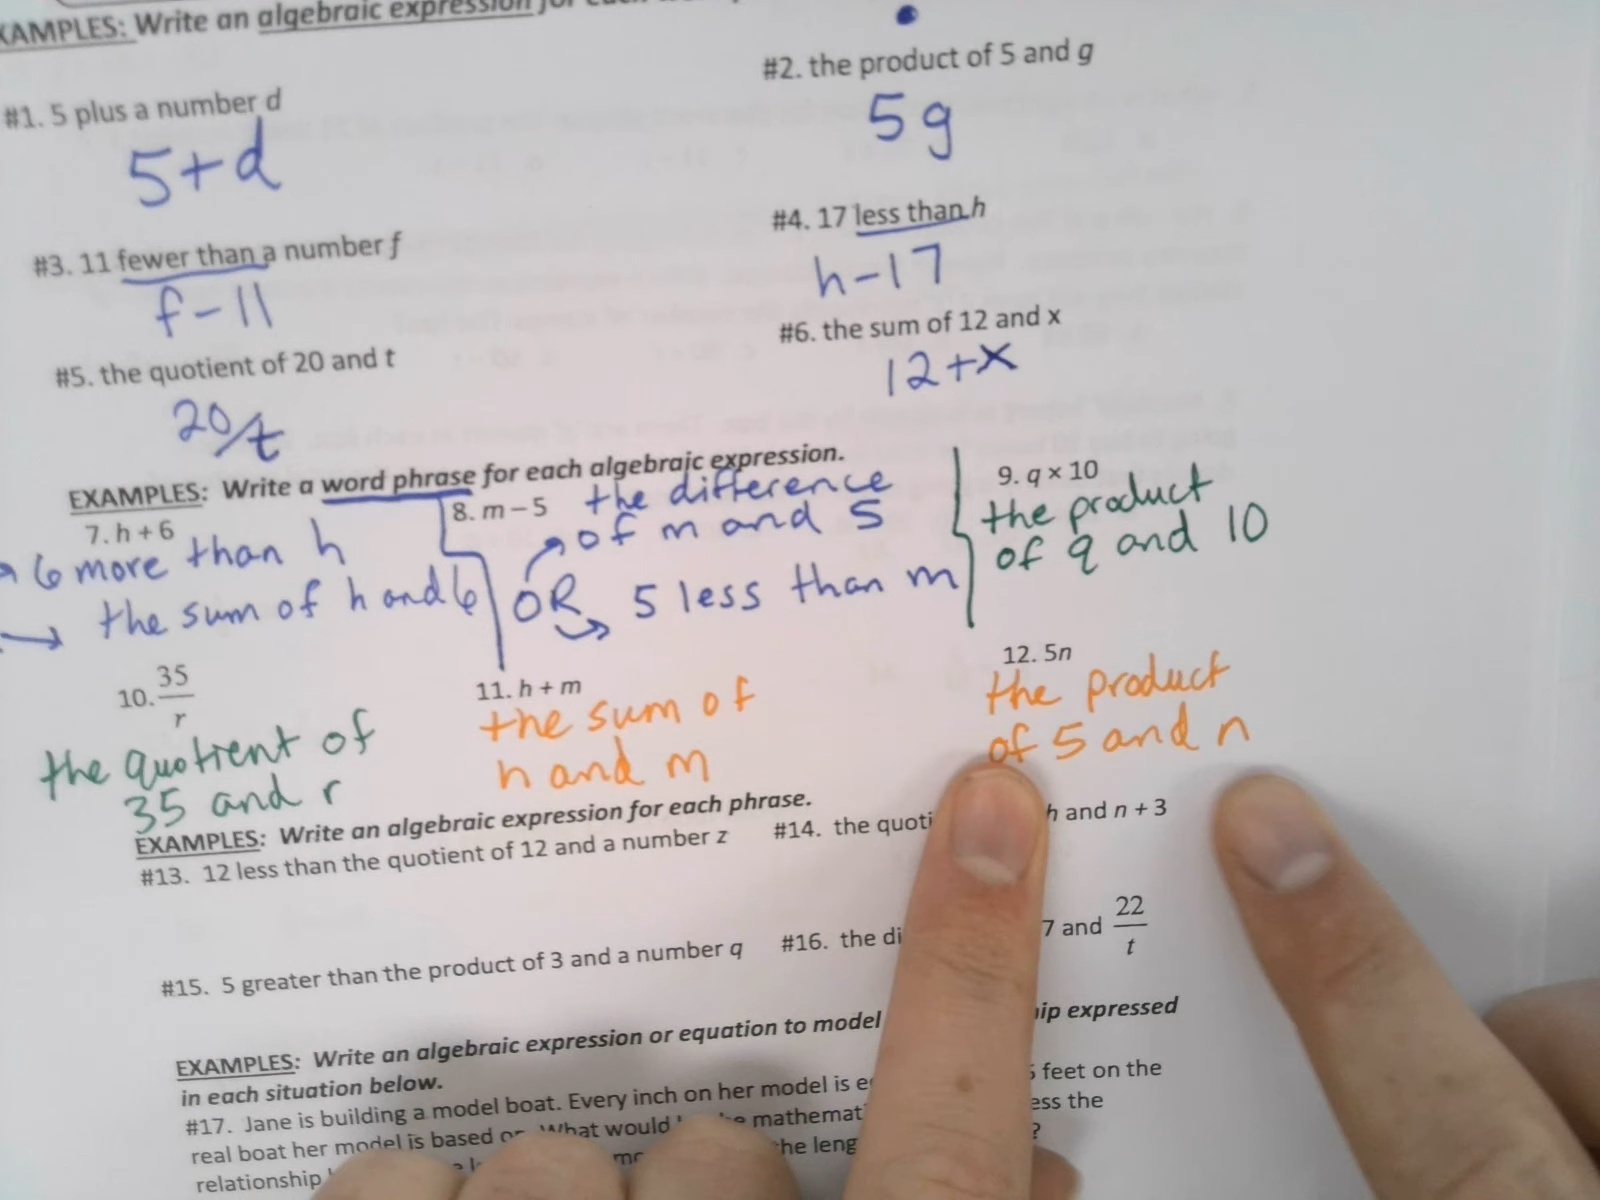 EXAMPLES: Write an algebraic expression for each
#1. 5 plus a number d
5+d
#2. the product of 5 and g
5g
#3. 11 fewer than a number f
f-11
#4. 17 less than h
h-17
#5. the quotient of 20 and t
20/t
#6. the sum of 12 and x
12+x
EXAMPLES: Write a word phrase for each algebraic expression.
7. h + 6
6 more than h
→ the sum of h and 6
8. m – 5
the difference
of m and 5
OR → 5 less than m
9. q × 10
the product
of q and 10
10. 35/r
the quotient of
35 and r
11. h + m
the sum of
h and m
12. 5n
the product
of 5 and n
EXAMPLES: Write an algebraic expression for each phrase.
#13. 12 less than the quotient of 12 and a number z
#14. the quoti h and n + 3
#15. 5 greater than the product of 3 and a number q
#16. the di 7 and 22/t
EXAMPLES: Write an algebraic expression or equation to model ip expressed
in each situation below.
#17. Jane is building a model boat. Every inch on her model is e feet on the
real boat her model is based on. What would mathemati ess the
relationship the leng ?